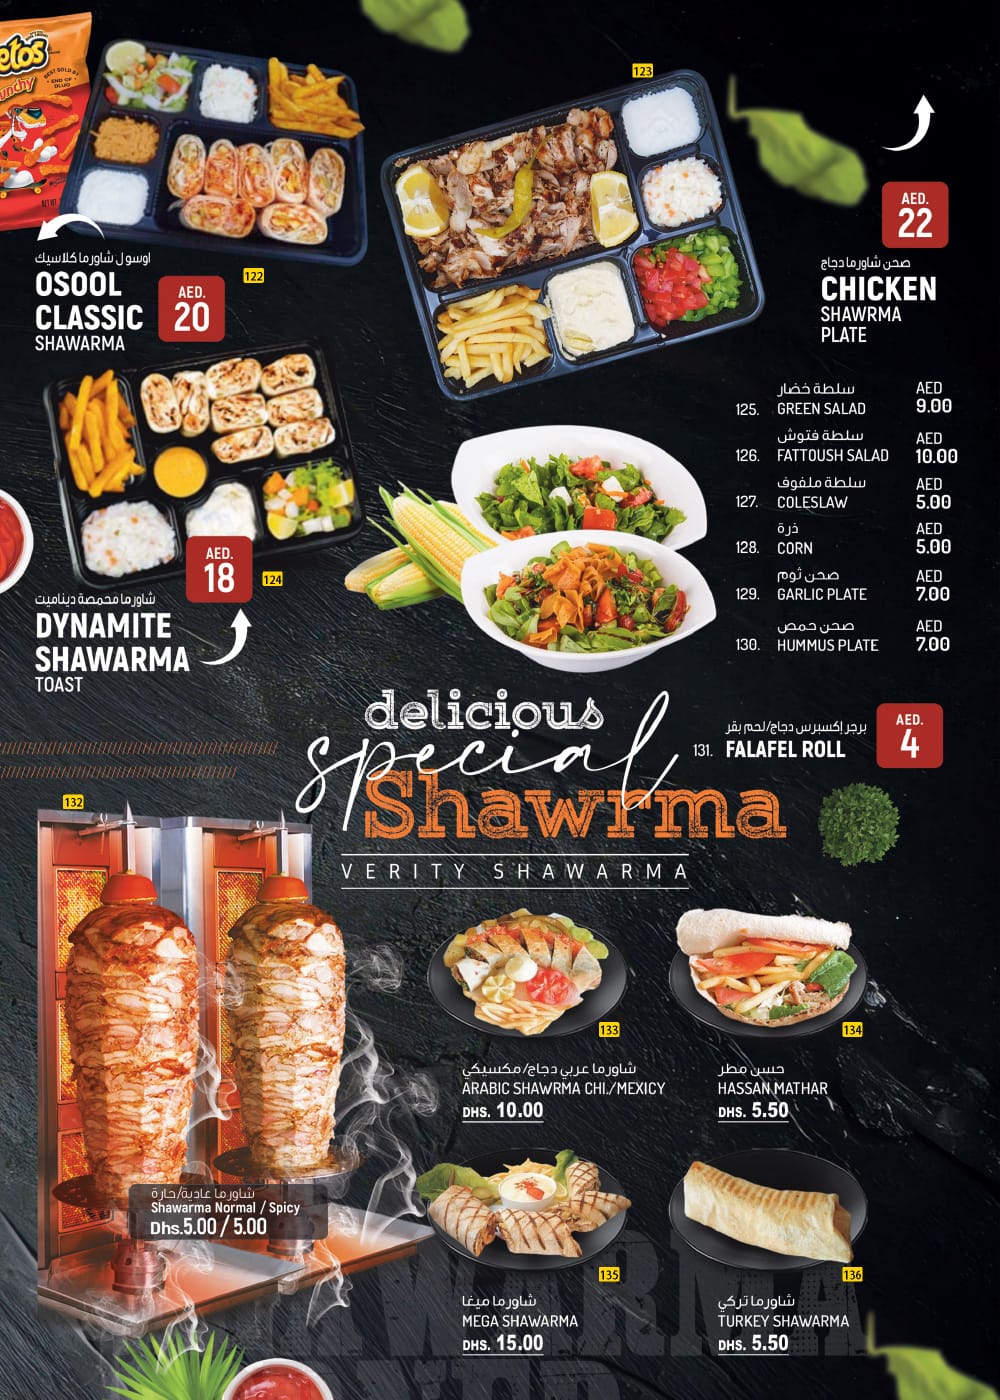 etos
unchy
BEST SOLD BY
END OF
123
اوسول شاورما كلاسيك
OSOOL
CLASSIC
SHAWARMA
AED.
20
122
AED.
22
صحن شاورما دجاج
CHICKEN
SHAWRMA
PLATE
125. سلطة خضار AED
GREEN SALAD 9.00
126. سلطة فتوش AED
FATTOUSH SALAD 10.00
127. سلطة ملفوف AED
COLESLAW 5.00
128. ذرة AED
CORN 5.00
129. صحن ثوم AED
GARLIC PLATE 7.00
130. صحن حمص AED
HUMMUS PLATE 7.00
AED.
18
124
شاورما محمصة ديناميت
DYNAMITE
SHAWARMA
TOAST
delicious
special
Shawrma
VERITY SHAWARMA
برجر إكسبرس دجاج/لحم بقر
131. FALAFEL ROLL
AED.
4
132
شاورما عادية/حارة
Shawarma Normal / Spicy
Dhs.5.00 / 5.00
133
شاورما عربي دجاج/مكسيكي
ARABIC SHAWRMA CHI./MEXICY
DHS. 10.00
134
حسن مطر
HASSAN MATHAR
DHS. 5.50
135
شاورما ميغا
MEGA SHAWARMA
DHS. 15.00
136
شاورما تركي
TURKEY SHAWARMA
DHS. 5.50